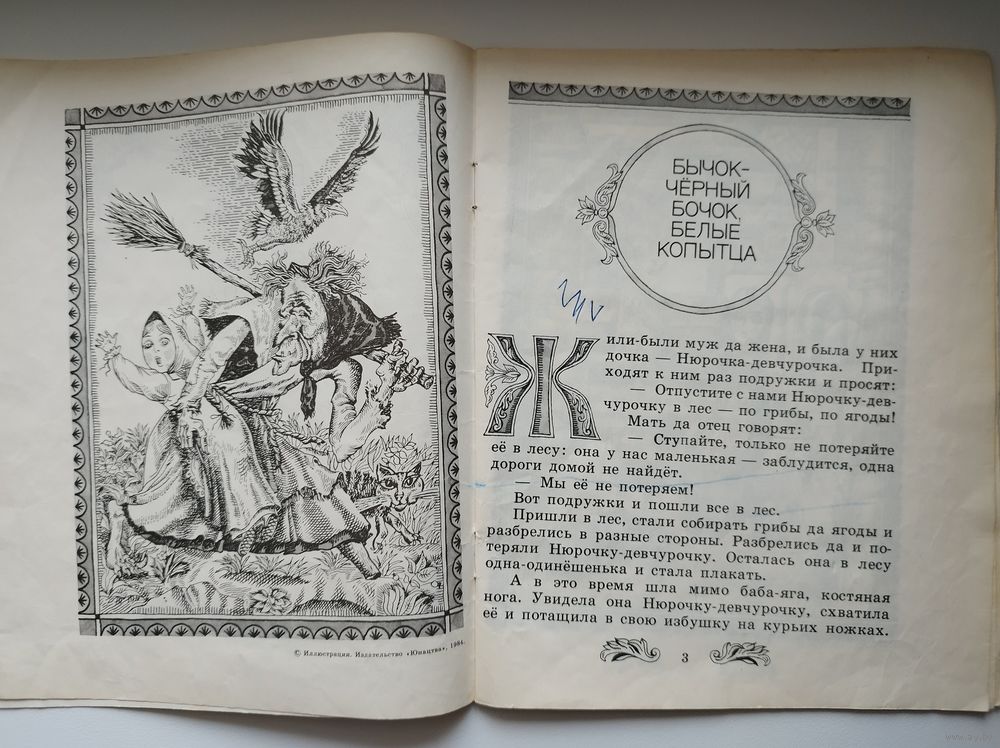 © Иллюстрации. Издательство «Юнацтва», 1984.
БЫЧОК-
ЧЁРНЫЙ
БОЧОК,
БЕЛЫЕ
КОПЫТЦА
Жили-были муж да жена, и была у них
дочка — Нюрочка-девчурочка. При-
ходят к ним раз подружки и просят:
— Отпустите с нами Нюрочку-дев-
чурочку в лес — по грибы, по ягоды!
Мать да отец говорят:
— Ступайте, только не потеряйте
её в лесу: она у нас маленькая — заблудится, одна
дороги домой не найдёт.
— Мы её не потеряем!
Вот подружки и пошли все в лес.
Пришли в лес, стали собирать грибы да ягоды и
разбрелись в разные стороны. Разбрелись да и по-
теряли Нюрочку-девчурочку. Осталась она в лесу
одна-одинёшенька и стала плакать.
А в это время шла мимо баба-яга, костяная
нога. Увидела она Нюрочку-девчурочку, схватила
её и потащила в свою избушку на курьих ножках.
3